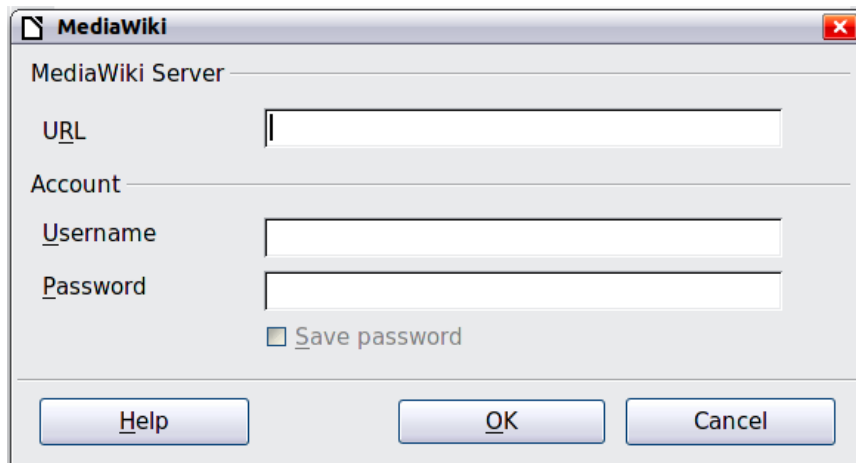 MediaWiki
MediaWiki Server
URL
Account
Username
Password
Save password
Help OK Cancel